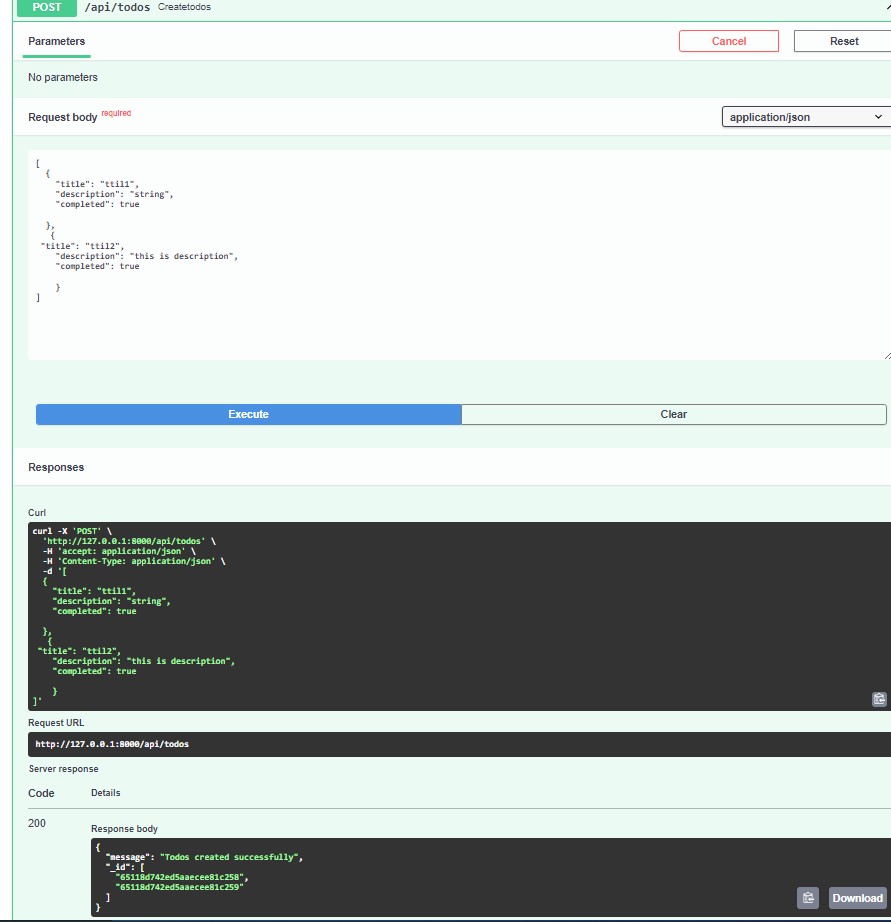 POST /api/todos Createtodos
Parameters
Cancel
Reset
No parameters
Request body required
application/json
[
{
"title": "ttil1",
"description": "string",
"completed": true
},
{
"title": "ttil2",
"description": "this is description",
"completed": true
}
]
Execute
Clear
Responses
Curl
curl -X 'POST' \
'http://127.0.0.1:8000/api/todos' \
-H 'accept: application/json' \
-H 'Content-Type: application/json' \
-d '[
{
"title": "ttil1",
"description": "string",
"completed": true
},
{
"title": "ttil2",
"description": "this is description",
"completed": true
}
]'
Request URL
http://127.0.0.1:8000/api/todos
Server response
Code Details
200
Response body
{
"message": "Todos created successfully",
"_id": [
"65118d742ed5aaecee81c258",
"65118d742ed5aaecee81c259"
]
}
Download